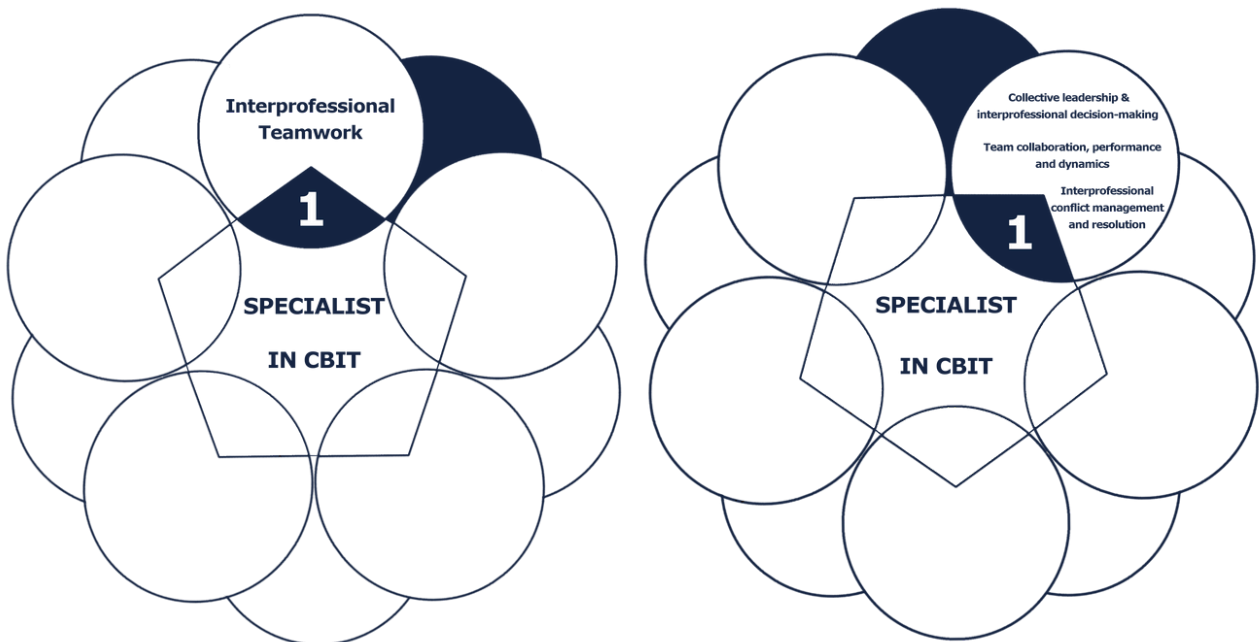 Interprofessional
Teamwork
1
SPECIALIST
IN CBIT
Collective leadership &
interprofessional decision-making
Team collaboration, performance
and dynamics
Interprofessional
conflict management
and resolution
1
SPECIALIST
IN CBIT